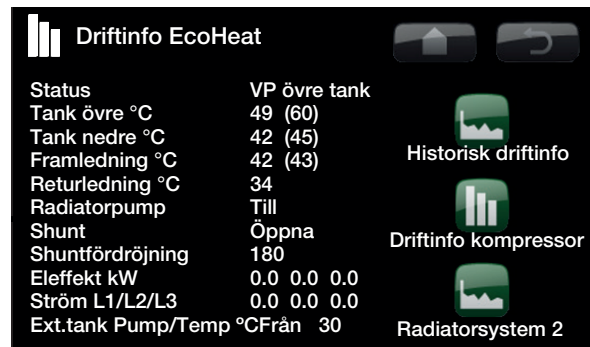 Driftinfo EcoHeat
Status VP övre tank
Tank övre °C 49 (60)
Tank nedre °C 42 (45)
Framledning °C 42 (43)
Returledning °C 34
Radiatorpump Till
Shunt Öppna
Shuntfördröjning 180
Eleffekt kW 0.0 0.0 0.0
Ström L1/L2/L3 0.0 0.0 0.0
Ext.tank Pump/Temp ºCFrån 30
Historisk driftinfo
Driftinfo kompressor
Radiatorsystem 2